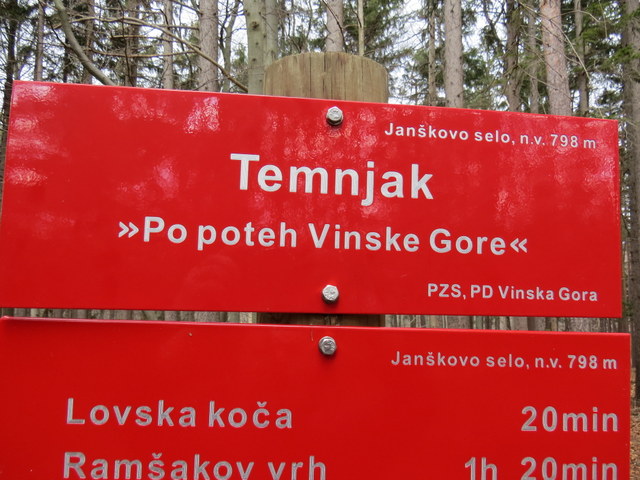 Janškovo selo, n.v. 798 m
Temnjak
»Po poteh Vinske Gore«
PZS, PD Vinska Gora
Janškovo selo, n.v. 798 m
Lovska koča 20min
Ramšakov vrh 1h 20min